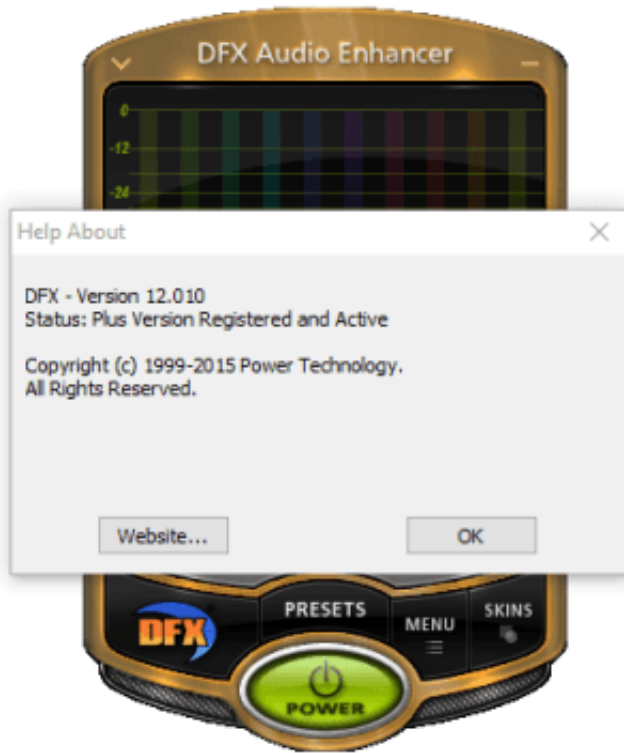 DFX Audio Enhancer
0
-12
-24
Help About
DFX - Version 12.010
Status: Plus Version Registered and Active
Copyright (c) 1999-2015 Power Technology.
All Rights Reserved.
Website...
OK
DFX
PRESETS
MENU
SKINS
POWER